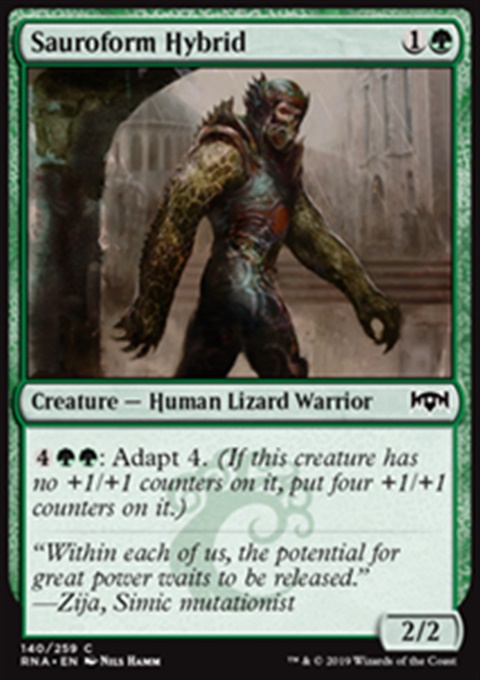 Sauroform Hybrid 1
Creature — Human Lizard Warrior
4: Adapt 4. (If this creature has
no +1/+1 counters on it, put four +1/+1
counters on it.)
“Within each of us, the potential for
great power waits to be released.”
—Zija, Simic mutationist
2/2
140/259 C
RNA • EN Nils Hamm
™ & © 2019 Wizards of the Coast